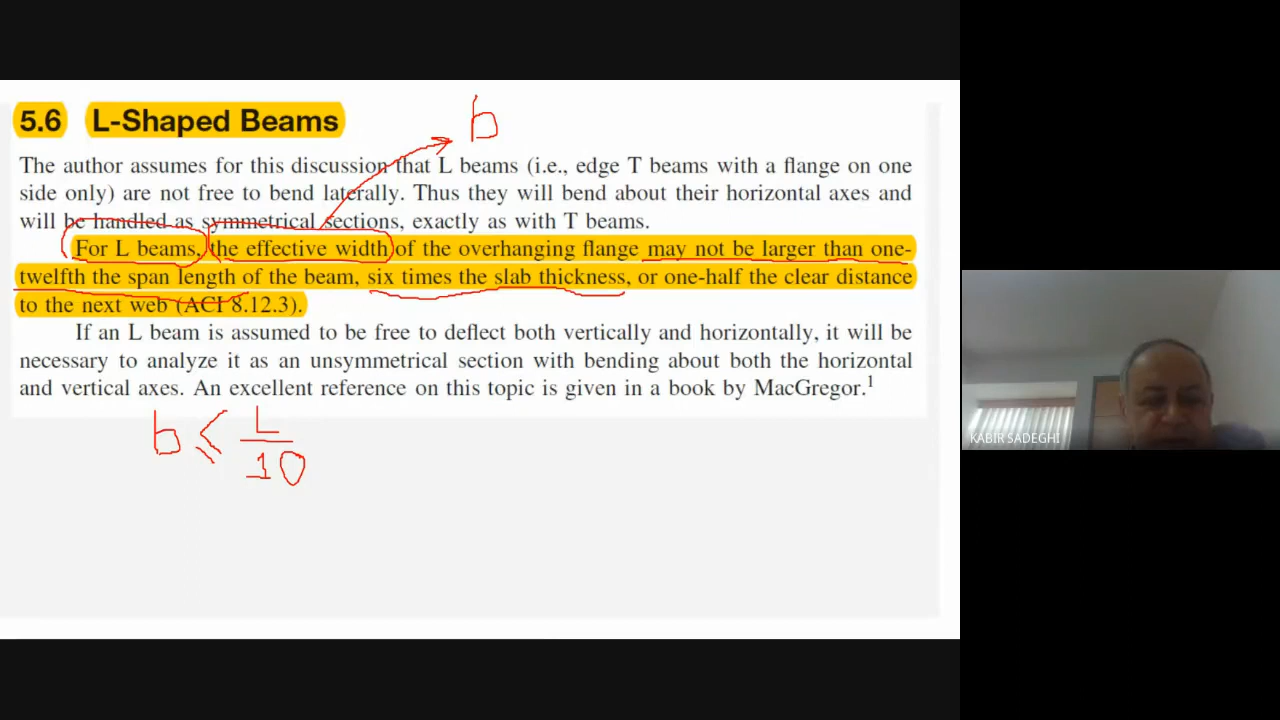 b
5.6 L-Shaped Beams
The author assumes for this discussion that L beams (i.e., edge T beams with a flange on one
side only) are not free to bend laterally. Thus they will bend about their horizontal axes and
will be handled as symmetrical sections, exactly as with T beams.
For L beams, the effective width of the overhanging flange may not be larger than one-
twelfth the span length of the beam, six times the slab thickness, or one-half the clear distance
to the next web (ACI 8.12.3).
If an L beam is assumed to be free to deflect both vertically and horizontally, it will be
necessary to analyze it as an unsymmetrical section with bending about both the horizontal
and vertical axes. An excellent reference on this topic is given in a book by MacGregor.¹
b ≤ L/10
KABIR SADEGHI